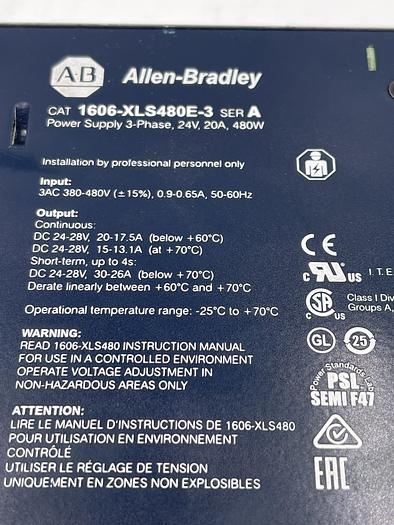 A-B Allen-Bradley
CAT 1606-XLS480E-3 SER A
Power Supply 3-Phase, 24V, 20A, 480W
Installation by professional personnel only
Input:
3AC 380-480V (±15%), 0.9-0.65A, 50-60Hz
Output:
Continuous:
DC 24-28V, 20-17.5A (below +60°C)
DC 24-28V, 15-13.1A (at +70°C)
Short-term, up to 4s:
DC 24-28V, 30-26A (below +70°C)
Derate linearly between +60°C and +70°C
Operational temperature range: -25°C to +70°C
WARNING:
READ 1606-XLS480 INSTRUCTION MANUAL
FOR USE IN A CONTROLLED ENVIRONMENT
OPERATE VOLTAGE ADJUSTMENT IN
NON-HAZARDOUS AREAS ONLY
ATTENTION:
LIRE LE MANUEL D'INSTRUCTIONS DE 1606-XLS480
POUR UTILISATION EN ENVIRONNEMENT
CONTRÔLÉ
UTILISER LE RÉGLAGE DE TENSION
UNIQUEMENT EN ZONES NON EXPLOSIBLES
CE
c UL US I.T.E.
c SA US Class I Div
Groups A,
GL 25
Power Standards Lab
PSL
SEMI F47
EAC